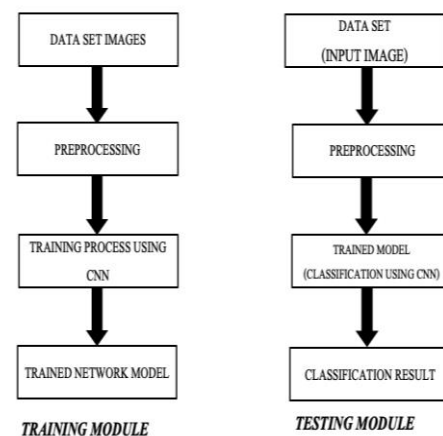 DATA SET IMAGES
PREPROCESSING
TRAINING PROCESS USING
CNN
TRAINED NETWORK MODEL
TRAINING MODULE
DATA SET
(INPUT IMAGE)
PREPROCESSING
TRAINED MODEL
(CLASSIFICATION USING CNN)
CLASSIFICATION RESULT
TESTING MODULE